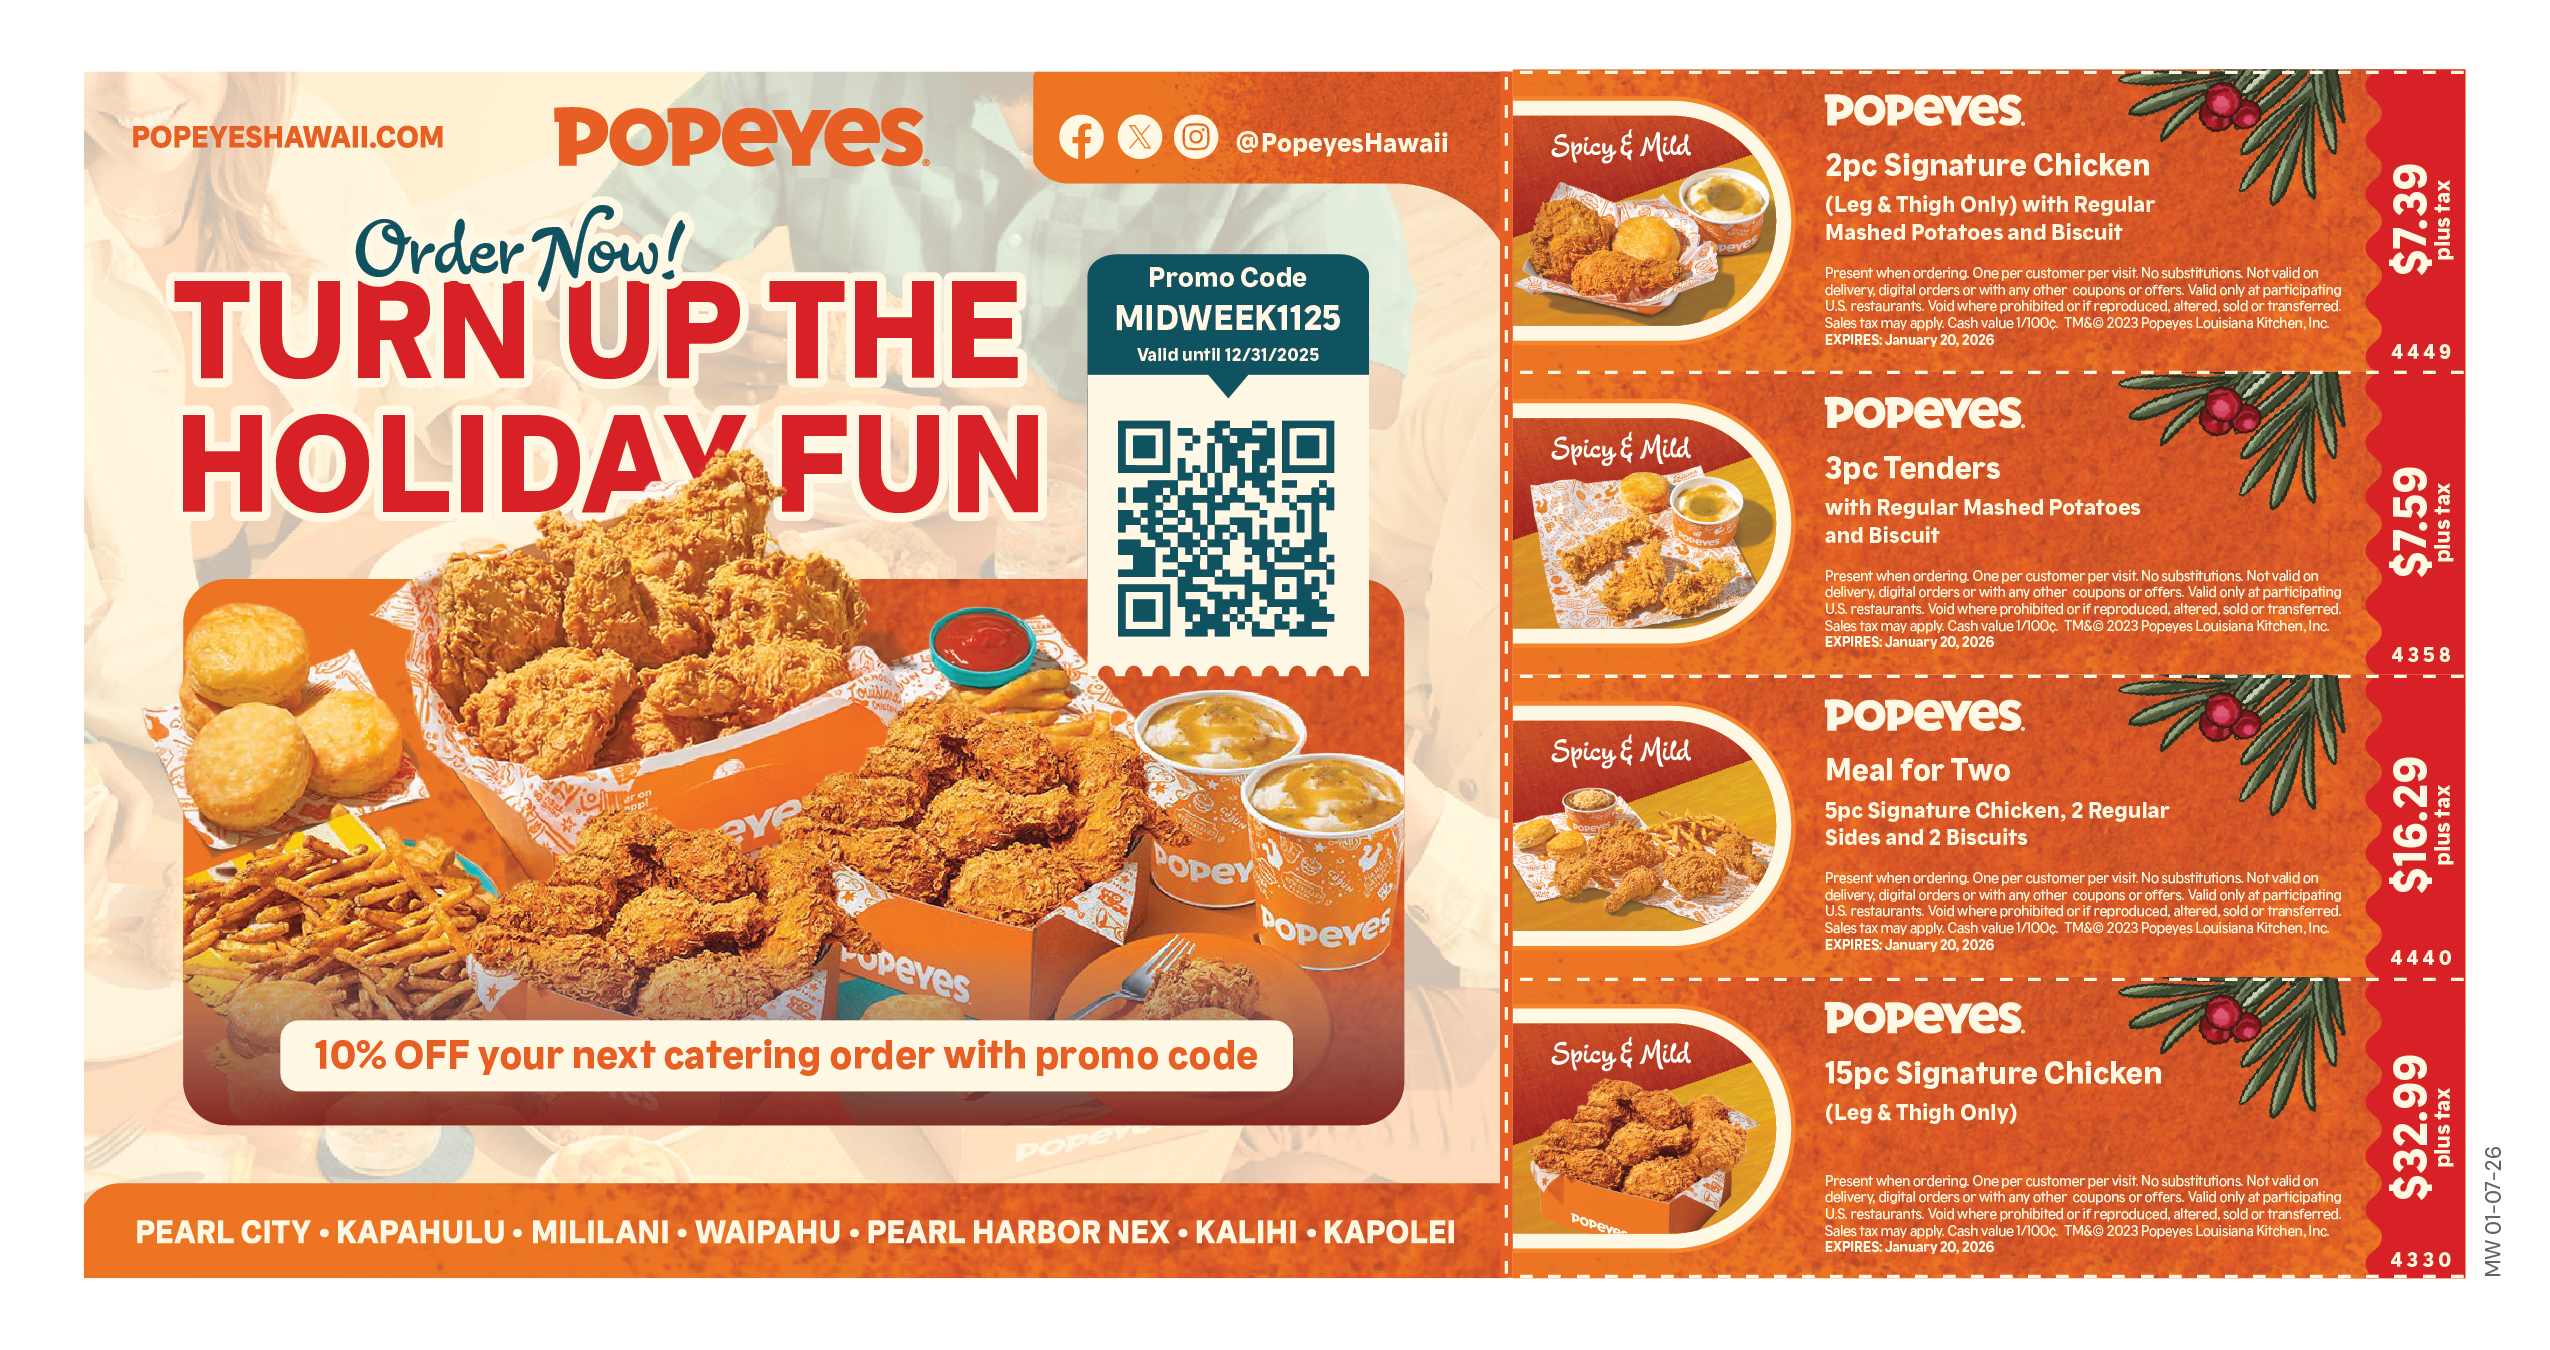 POPEYESHAWAII.COM
POPEYES®
@PopeyesHawaii
Order Now!
TURN UP THE
HOLIDAY FUN
Promo Code
MIDWEEK1125
Valid until 12/31/2025
POPEYES
POPEYES
10% OFF your next catering order with promo code
PEARL CITY • KAPAHULU • MILILANI • WAIPAHU • PEARL HARBOR NEX • KALIHI • KAPOLEI
Spicy & Mild
POPEYES
POPEYES.
2pc Signature Chicken
(Leg & Thigh Only) with Regular
Mashed Potatoes and Biscuit
Present when ordering. One per customer per visit. No substitutions. Not valid on
delivery, digital orders or with any other coupons or offers. Valid only at participating
U.S. restaurants. Void where prohibited or if reproduced, altered, sold or transferred.
Sales tax may apply. Cash value 1/100¢. TM&© 2023 Popeyes Louisiana Kitchen, Inc.
EXPIRES: January 20, 2026
$7.39
plus tax
4449
Spicy & Mild
POPEYES
POPEYES.
3pc Tenders
with Regular Mashed Potatoes
and Biscuit
Present when ordering. One per customer per visit. No substitutions. Not valid on
delivery, digital orders or with any other coupons or offers. Valid only at participating
U.S. restaurants. Void where prohibited or if reproduced, altered, sold or transferred.
Sales tax may apply. Cash value 1/100¢. TM&© 2023 Popeyes Louisiana Kitchen, Inc.
EXPIRES: January 20, 2026
$7.59
plus tax
4358
Spicy & Mild
POPEYES
POPEYES.
Meal for Two
5pc Signature Chicken, 2 Regular
Sides and 2 Biscuits
Present when ordering. One per customer per visit. No substitutions. Not valid on
delivery, digital orders or with any other coupons or offers. Valid only at participating
U.S. restaurants. Void where prohibited or if reproduced, altered, sold or transferred.
Sales tax may apply. Cash value 1/100¢. TM&© 2023 Popeyes Louisiana Kitchen, Inc.
EXPIRES: January 20, 2026
$16.29
plus tax
4440
Spicy & Mild
POPEYES
POPEYES.
15pc Signature Chicken
(Leg & Thigh Only)
Present when ordering. One per customer per visit. No substitutions. Not valid on
delivery, digital orders or with any other coupons or offers. Valid only at participating
U.S. restaurants. Void where prohibited or if reproduced, altered, sold or transferred.
Sales tax may apply. Cash value 1/100¢. TM&© 2023 Popeyes Louisiana Kitchen, Inc.
EXPIRES: January 20, 2026
$32.99
plus tax
4330
MW 01-07-26